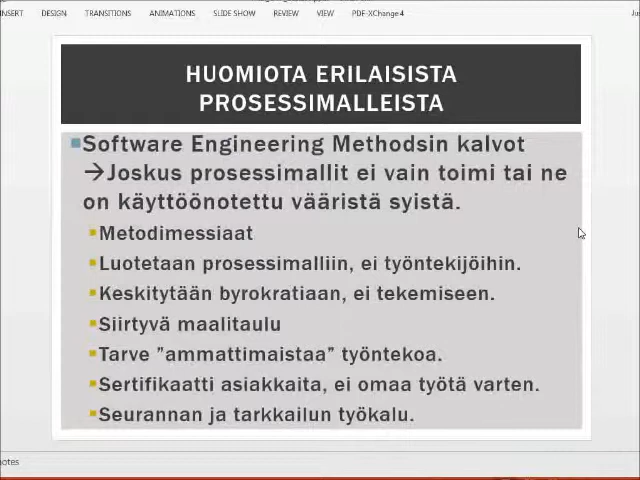 INSERT DESIGN TRANSITIONS ANIMATIONS SLIDE SHOW REVIEW VIEW PDF-XChange 4
HUOMIOTA ERILAISISTA
PROSESSIMALLEISTA
Software Engineering Methodsin kalvot
→Joskus prosessimallit ei vain toimi tai ne
on käyttöönotettu vääristä syistä.
Metodimessiaat
Luotetaan prosessimalliin, ei työntekijöihin.
Keskitytään byrokratiaan, ei tekemiseen.
Siirtyvä maalitaulu
Tarve ”ammattimaistaa” työntekoa.
Sertifikaatti asiakkaita, ei omaa työtä varten.
Seurannan ja tarkkailun työkalu.